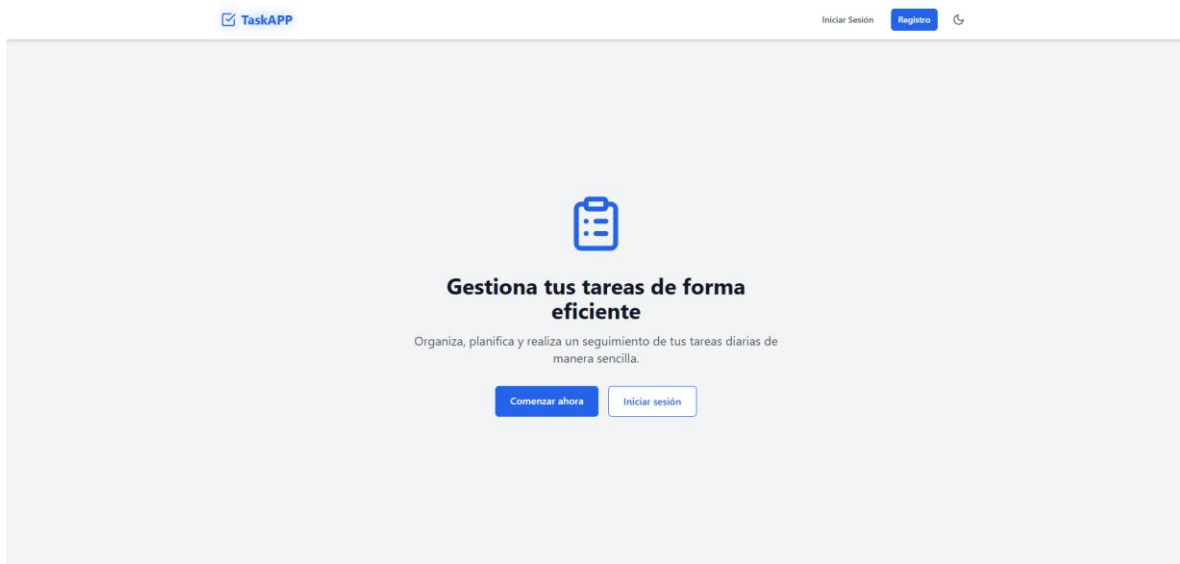 TaskAPP
Iniciar Sesión
Registro
Gestiona tus tareas de forma
eficiente
Organiza, planifica y realiza un seguimiento de tus tareas diarias de
manera sencilla.
Comenzar ahora
Iniciar sesión